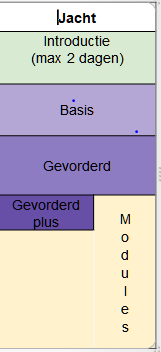 Jacht
Introductie
(max 2 dagen)
Basis
Gevorderd
Gevorderd
plus
M
o
d
u
l
e
s